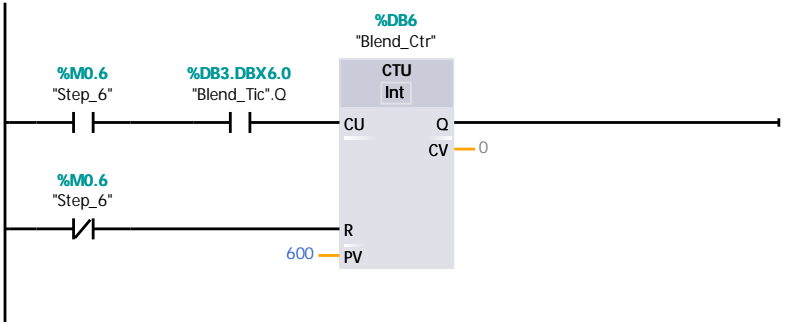 %DB6
"Blend_Ctr"
%M0.6
"Step_6"
%DB3.DBX6.0
"Blend_Tic".Q
CTU
Int
CU
Q
CV
0
%M0.6
"Step_6"
R
600
PV